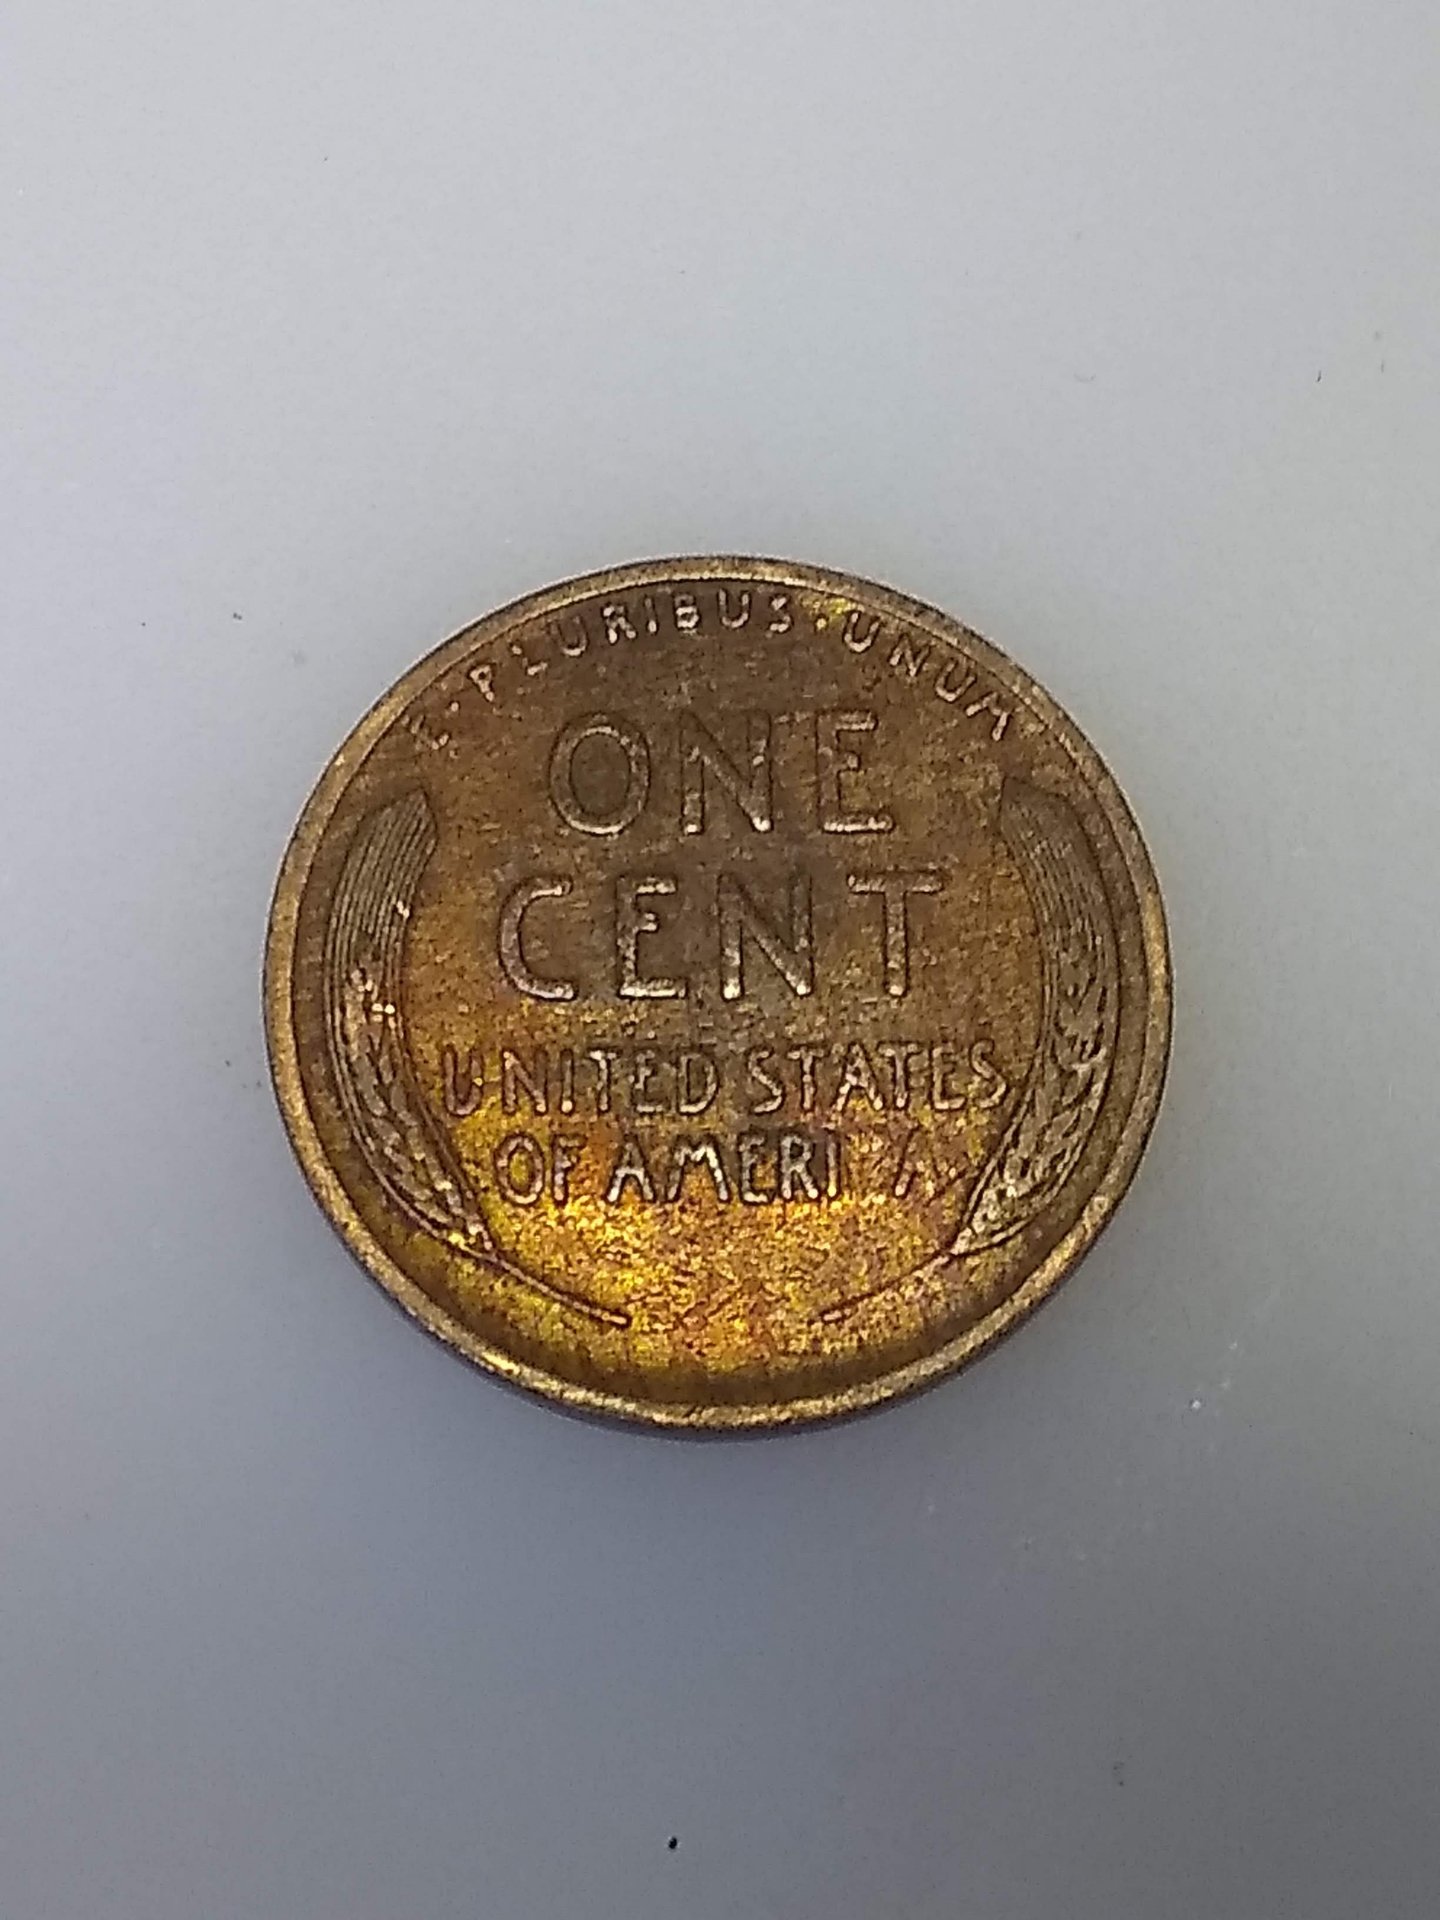 E·PLURIBUS·UNUM
ONE
CENT
UNITED STATES
OF AMERI A